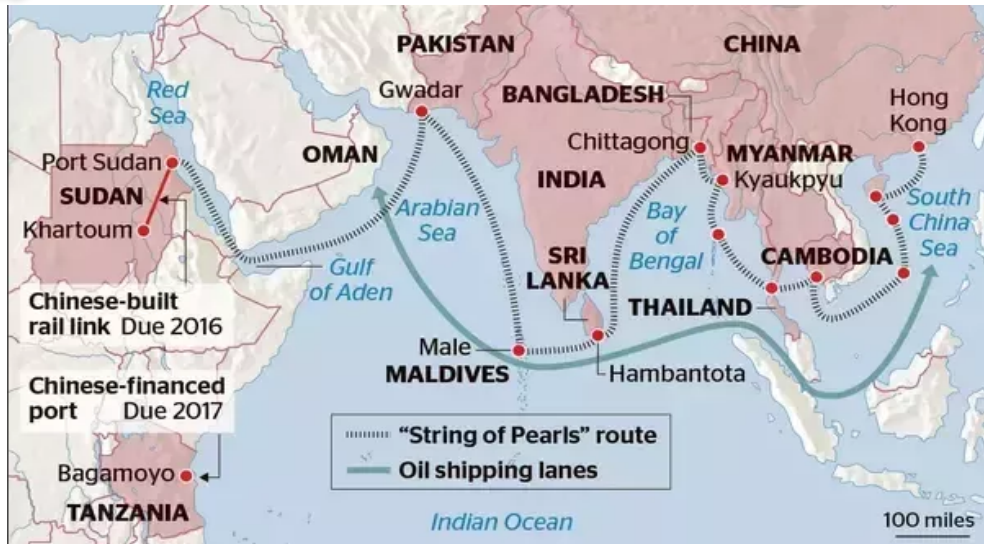 PAKISTAN
CHINA
Red
Sea
Gwadar
BANGLADESH
Hong
Kong
Port Sudan
OMAN
Chittagong
MYANMAR
SUDAN
INDIA
Kyaukpyu
Khartoum
Arabian
Sea
Bay
of
Bengal
South
China
Sea
SRI
LANKA
CAMBODIA
Gulf
of Aden
THAILAND
Chinese-built
rail link Due 2016
Male
MALDIVES
Hambantota
Chinese-financed
port Due 2017
"String of Pearls" route
Oil shipping lanes
Bagamoyo
TANZANIA
Indian Ocean
100 miles